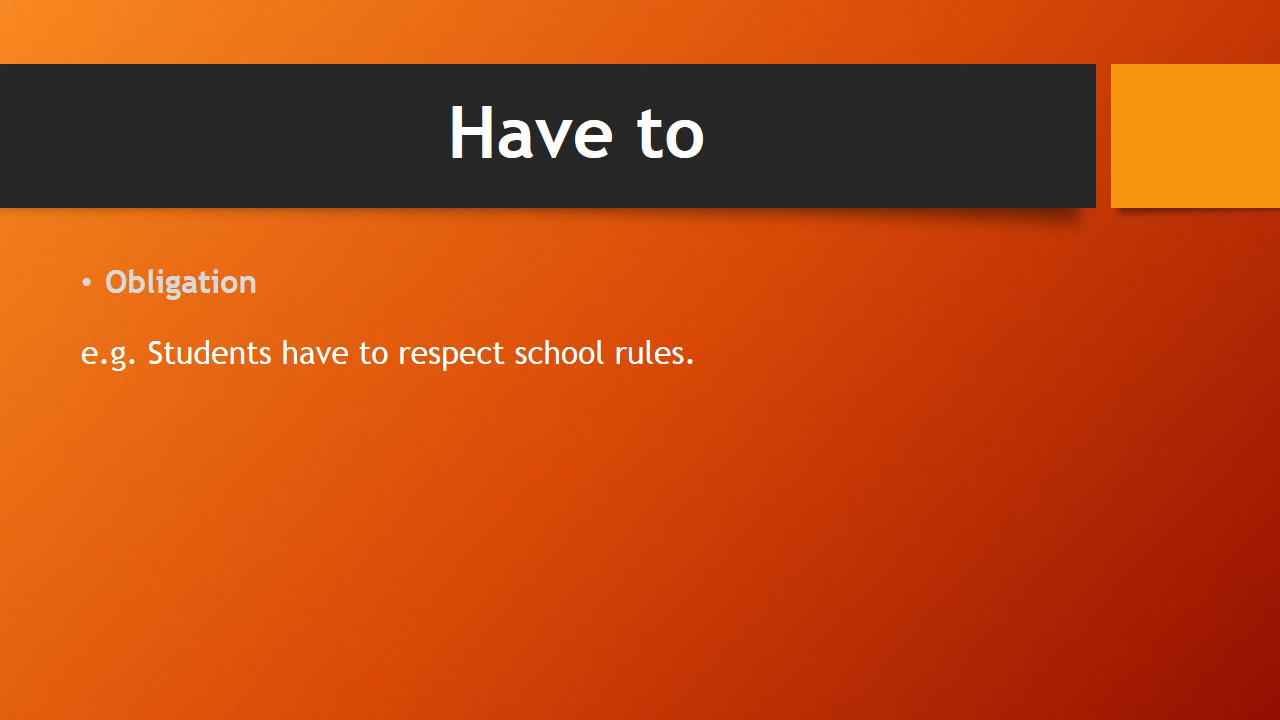 Have to
• Obligation
e.g. Students have to respect school rules.